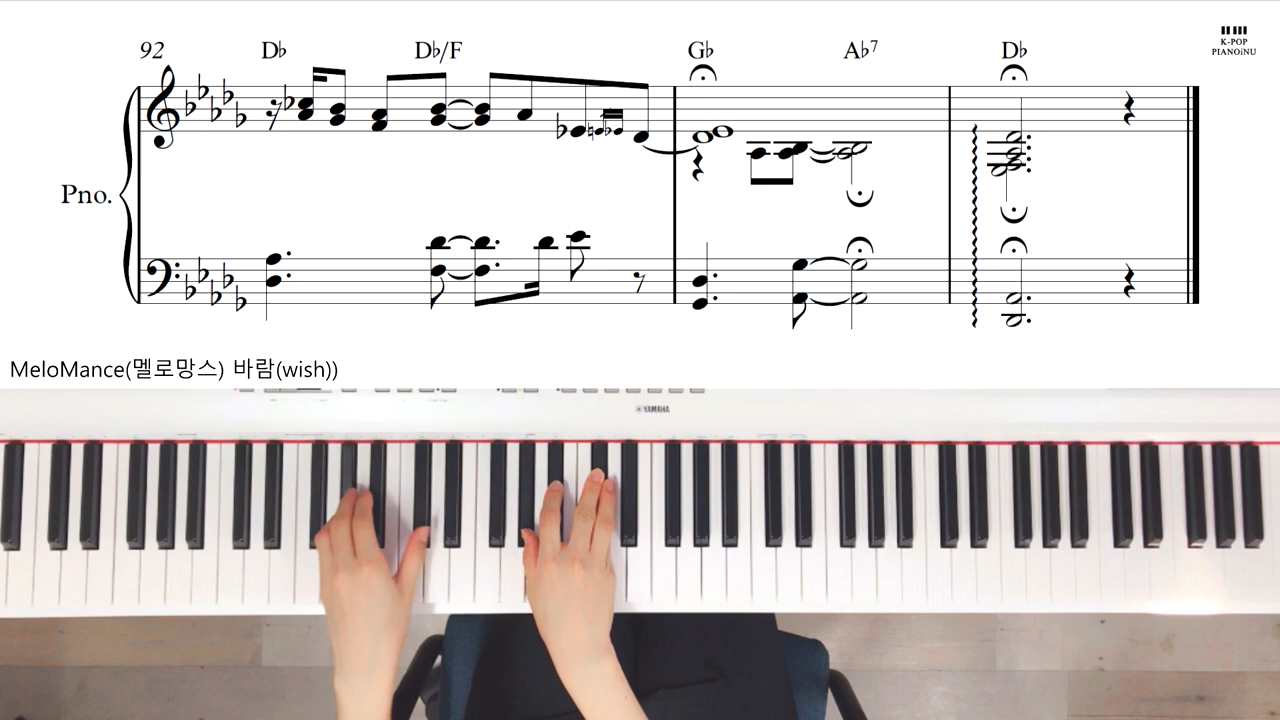 92 D♭ D♭/F G♭ A♭7 D♭
K-POP
PIANOiNU
Pno.
MeloMance(멜로망스) 바람(wish))
YAMAHA